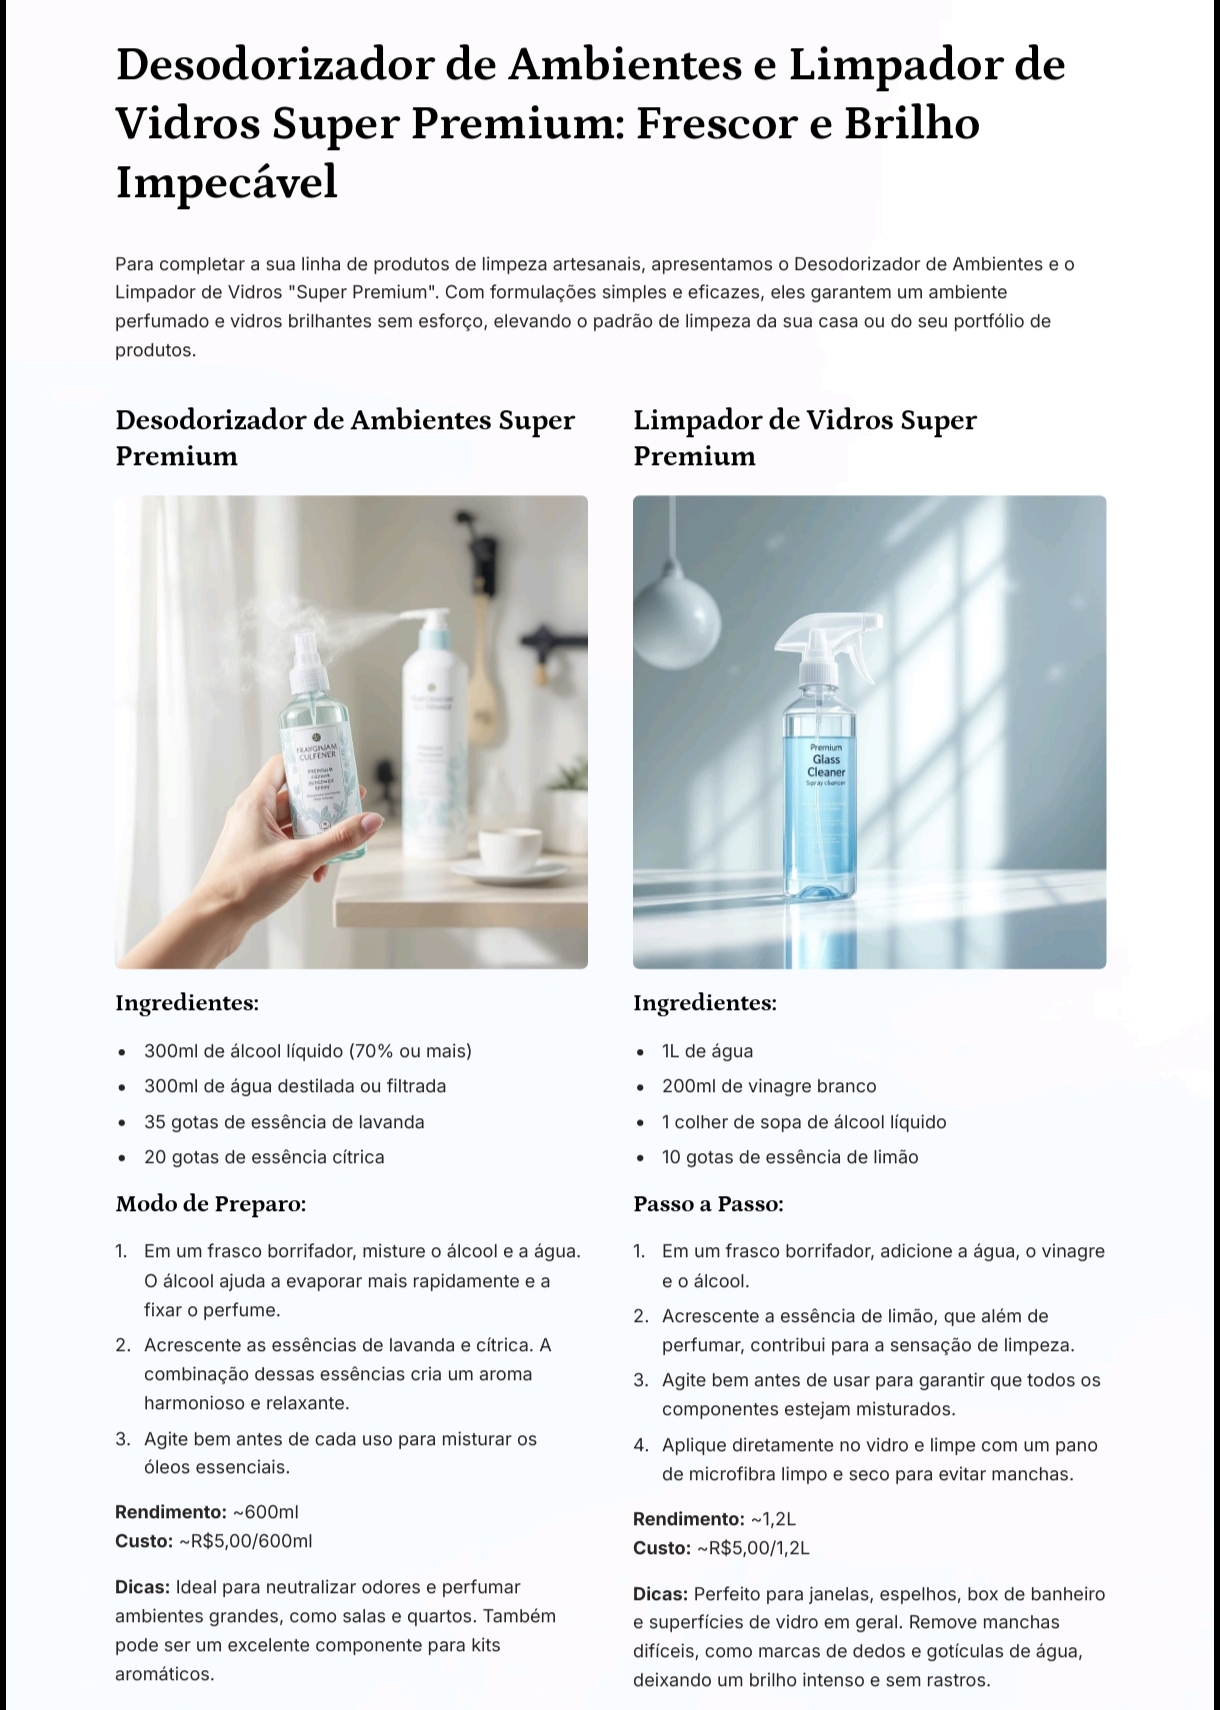 Desodorizador de Ambientes e Limpador de
Vidros Super Premium: Frescor e Brilho
Impecável
Para completar a sua linha de produtos de limpeza artesanais, apresentamos o Desodorizador de Ambientes e o
Limpador de Vidros "Super Premium". Com formulações simples e eficazes, eles garantem um ambiente
perfumado e vidros brilhantes sem esforço, elevando o padrão de limpeza da sua casa ou do seu portfólio de
produtos.
Desodorizador de Ambientes Super
Premium
Ingredientes:
• 300ml de álcool líquido (70% ou mais)
• 300ml de água destilada ou filtrada
• 35 gotas de essência de lavanda
• 20 gotas de essência cítrica
Modo de Preparo:
1. Em um frasco borrifador, misture o álcool e a água.
O álcool ajuda a evaporar mais rapidamente e a
fixar o perfume.
2. Acrescente as essências de lavanda e cítrica. A
combinação dessas essências cria um aroma
harmonioso e relaxante.
3. Agite bem antes de cada uso para misturar os
óleos essenciais.
Rendimento: ~600ml
Custo: ~R$5,00/600ml
Dicas: Ideal para neutralizar odores e perfumar
ambientes grandes, como salas e quartos. Também
pode ser um excelente componente para kits
aromáticos.
Limpador de Vidros Super
Premium
Premium
Glass
Cleaner
Ingredientes:
• 1L de água
• 200ml de vinagre branco
• 1 colher de sopa de álcool líquido
• 10 gotas de essência de limão
Passo a Passo:
1. Em um frasco borrifador, adicione a água, o vinagre
e o álcool.
2. Acrescente a essência de limão, que além de
perfumar, contribui para a sensação de limpeza.
3. Agite bem antes de usar para garantir que todos os
componentes estejam misturados.
4. Aplique diretamente no vidro e limpe com um pano
de microfibra limpo e seco para evitar manchas.
Rendimento: ~1,2L
Custo: ~R$5,00/1,2L
Dicas: Perfeito para janelas, espelhos, box de banheiro
e superfícies de vidro em geral. Remove manchas
difíceis, como marcas de dedos e gotículas de água,
deixando um brilho intenso e sem rastros.